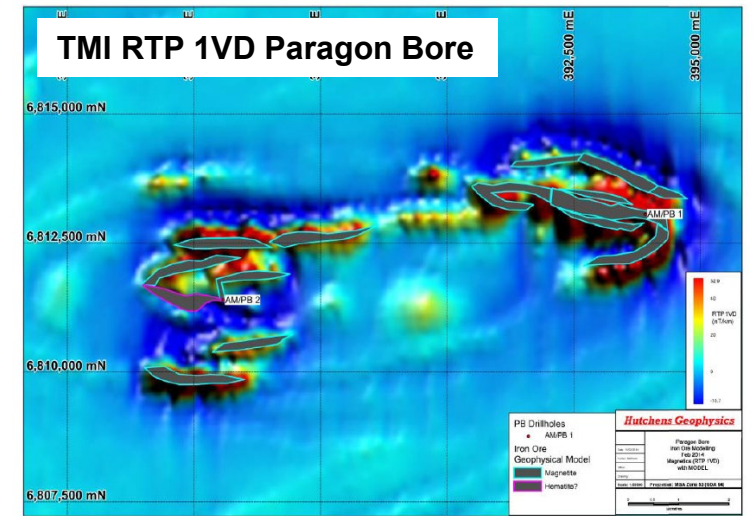 TMI RTP 1VD Paragon Bore
392,500 mE
395,000 mE
6,815,000 mN
6,812,500 mN
6,810,000 mN
6,807,500 mN
AM/PB 1
AM/PB 2
RTP 1VD
(nT/km)
PB Drillholes
AM/PB 1
Iron Ore
Geophysical Model
Magnetite
Hematite?
Hutchens Geophysics
Paragon Bore
Iron Ore Modelling
Feb 2014
Magnetics (RTP 1VD)
with MODEL